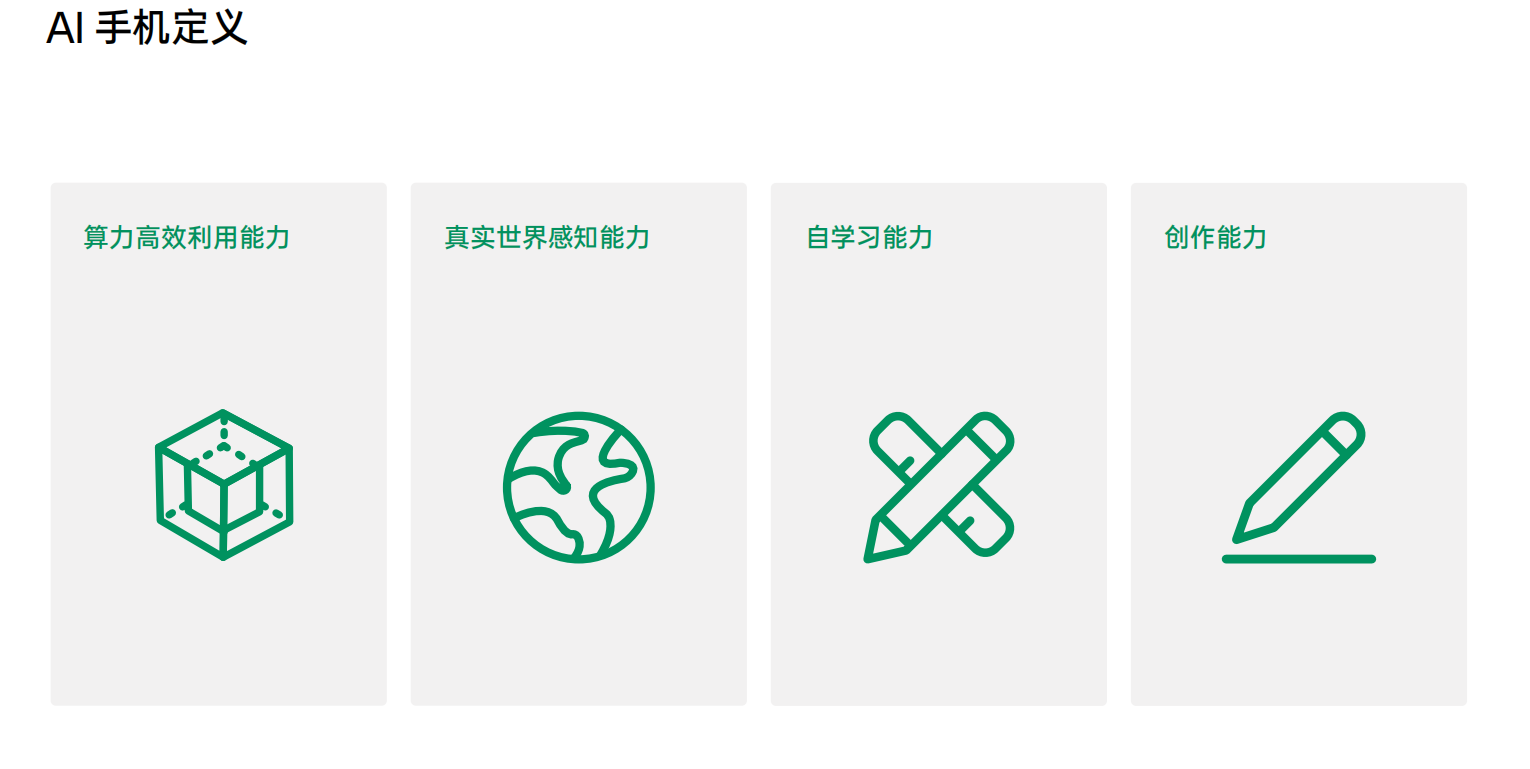 AI 手机定义
算力高效利用能力
真实世界感知能力
自学习能力
创作能力